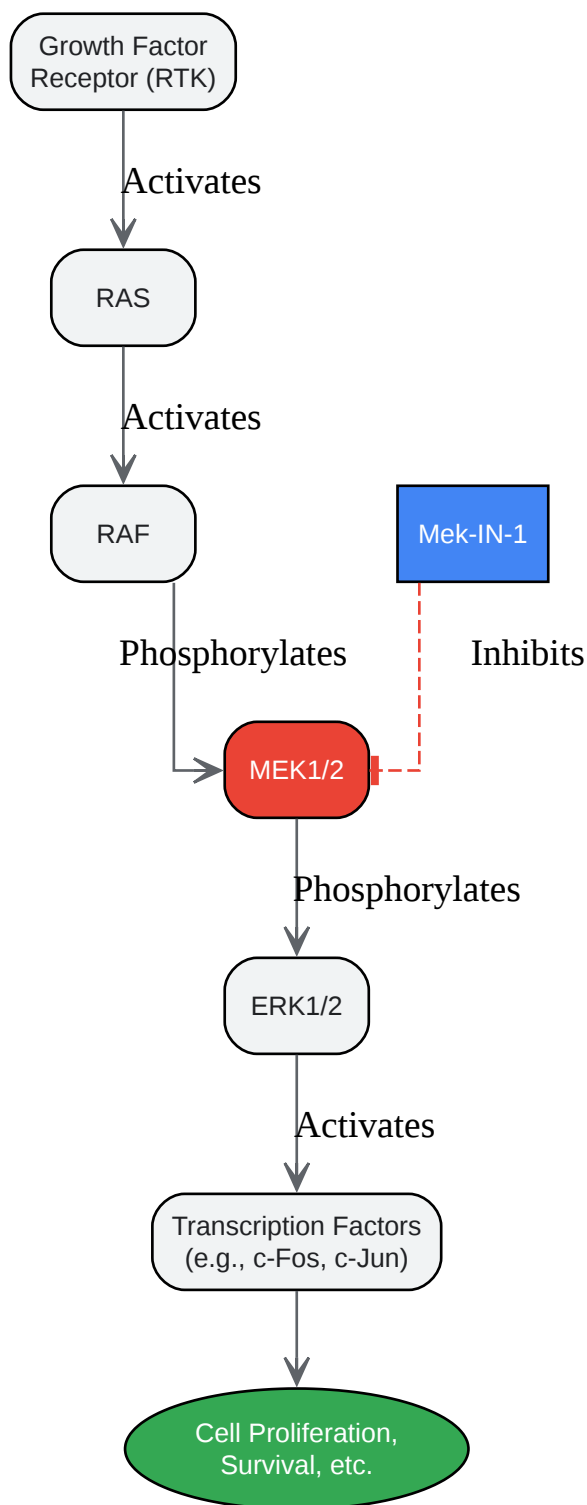 Growth Factor
Receptor (RTK)
Activates
RAS
Activates
RAF
Mek-IN-1
Phosphorylates
Inhibits
MEK1/2
Phosphorylates
ERK1/2
Activates
Transcription Factors
(e.g., c-Fos, c-Jun)
Cell Proliferation,
Survival, etc.